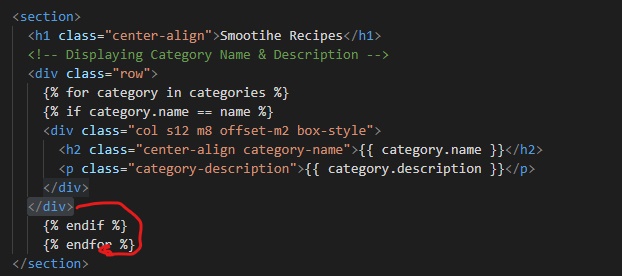 <section>
<h1 class="center-align">Smootihe Recipes</h1>
<!-- Displaying Category Name & Description -->
<div class="row">
{% for category in categories %}
{% if category.name == name %}
<div class="col s12 m8 offset-m2 box-style">
<h2 class="center-align category-name">{{ category.name }}</h2>
<p class="category-description">{{ category.description }}</p>
</div>
</div>
{% endif %}
{% endfor %}
</section>